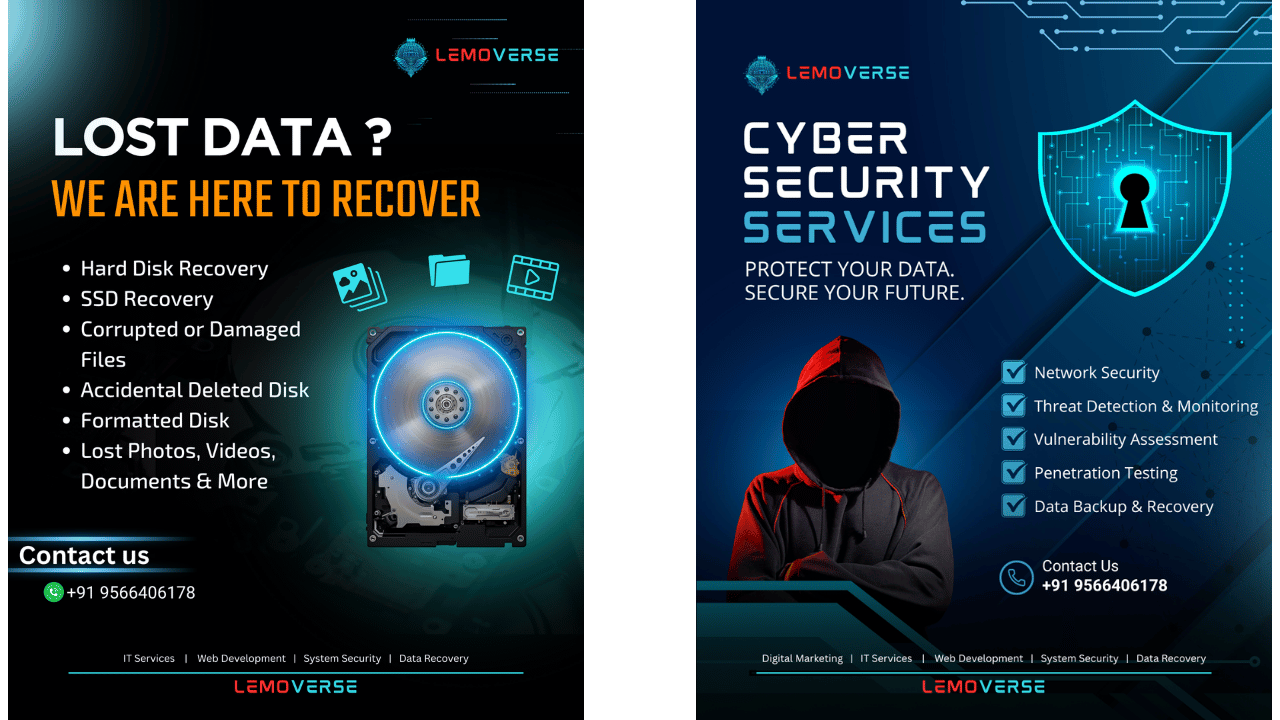 LEMOVERSE
LOST DATA ?
WE ARE HERE TO RECOVER
• Hard Disk Recovery
• SSD Recovery
• Corrupted or Damaged
Files
• Accidental Deleted Disk
• Formatted Disk
• Lost Photos, Videos,
Documents & More
Contact us
+91 9566406178
IT Services | Web Development | System Security | Data Recovery
LEMOVERSE
LEMOVERSE
CYBER
SECURITY
SERVICES
PROTECT YOUR DATA.
SECURE YOUR FUTURE.
Network Security
Threat Detection & Monitoring
Vulnerability Assessment
Penetration Testing
Data Backup & Recovery
Contact Us
+91 9566406178
Digital Marketing | IT Services | Web Development | System Security | Data Recovery
LEMOVERSE